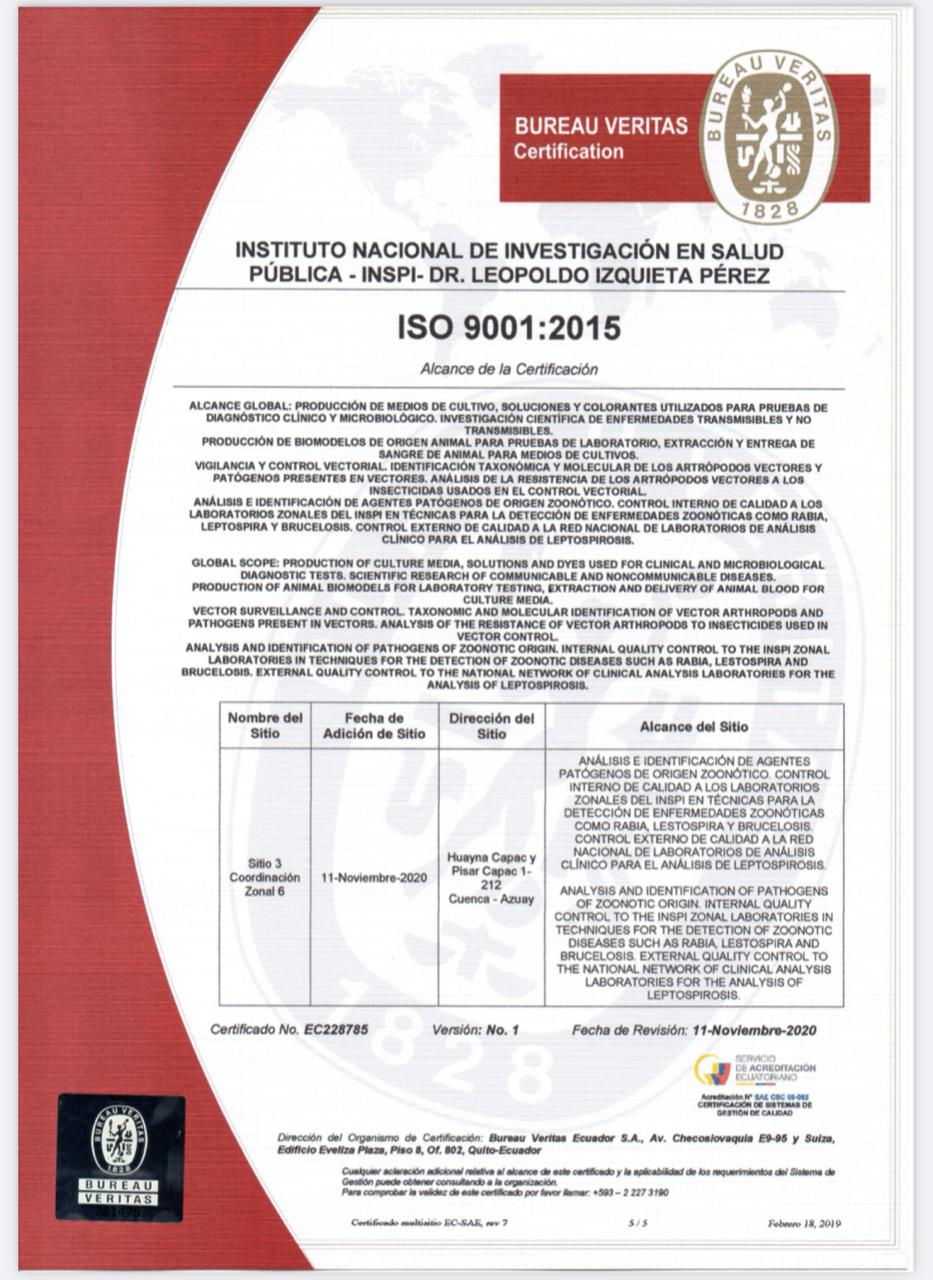 BUREAU VERITAS
Certification
BUREAU VERITAS
1828
INSTITUTO NACIONAL DE INVESTIGACIÓN EN SALUD
PÚBLICA - INSPI- DR. LEOPOLDO IZQUIETA PÉREZ
ISO 9001:2015
Alcance de la Certificación
ALCANCE GLOBAL: PRODUCCIÓN DE MEDIOS DE CULTIVO, SOLUCIONES Y COLORANTES UTILIZADOS PARA PRUEBAS DE
DIAGNÓSTICO CLÍNICO Y MICROBIOLÓGICO. INVESTIGACIÓN CIENTÍFICA DE ENFERMEDADES TRANSMISIBLES Y NO
TRANSMISIBLES.
PRODUCCIÓN DE BIOMODELOS DE ORIGEN ANIMAL PARA PRUEBAS DE LABORATORIO, EXTRACCIÓN Y ENTREGA DE
SANGRE DE ANIMAL PARA MEDIOS DE CULTIVOS.
VIGILANCIA Y CONTROL VECTORIAL. IDENTIFICACIÓN TAXONÓMICA Y MOLECULAR DE LOS ARTRÓPODOS VECTORES Y
PATÓGENOS PRESENTES EN VECTORES. ANÁLISIS DE LA RESISTENCIA DE LOS ARTRÓPODOS VECTORES A LOS
INSECTICIDAS USADOS EN EL CONTROL VECTORIAL.
ANÁLISIS E IDENTIFICACIÓN DE AGENTES PATÓGENOS DE ORIGEN ZOONÓTICO. CONTROL INTERNO DE CALIDAD A LOS
LABORATORIOS ZONALES DEL INSPI EN TÉCNICAS PARA LA DETECCIÓN DE ENFERMEDADES ZOONÓTICAS COMO RABIA,
LEPTOSPIRA Y BRUCELOSIS. CONTROL EXTERNO DE CALIDAD A LA RED NACIONAL DE LABORATORIOS DE ANÁLISIS
CLÍNICO PARA EL ANÁLISIS DE LEPTOSPIROSIS.
GLOBAL SCOPE: PRODUCTION OF CULTURE MEDIA, SOLUTIONS AND DYES USED FOR CLINICAL AND MICROBIOLOGICAL
DIAGNOSTIC TESTS. SCIENTIFIC RESEARCH OF COMMUNICABLE AND NONCOMMUNICABLE DISEASES.
PRODUCTION OF ANIMAL BIOMODELS FOR LABORATORY TESTING, EXTRACTION AND DELIVERY OF ANIMAL BLOOD FOR
CULTURE MEDIA.
VECTOR SURVEILLANCE AND CONTROL. TAXONOMIC AND MOLECULAR IDENTIFICATION OF VECTOR ARTHROPODS AND
PATHOGENS PRESENT IN VECTORS. ANALYSIS OF THE RESISTANCE OF VECTOR ARTHROPODS TO INSECTICIDES USED IN
VECTOR CONTROL.
ANALYSIS AND IDENTIFICATION OF PATHOGENS OF ZOONOTIC ORIGIN. INTERNAL QUALITY CONTROL TO THE INSPI ZONAL
LABORATORIES IN TECHNIQUES FOR THE DETECTION OF ZOONOTIC DISEASES SUCH AS RABIA, LESTOSPIRA AND
BRUCELOSIS. EXTERNAL QUALITY CONTROL TO THE NATIONAL NETWORK OF CLINICAL ANALYSIS LABORATORIES FOR THE
ANALYSIS OF LEPTOSPIROSIS.
Nombre del
Sitio
Fecha de
Adición de Sitio
Dirección del
Sitio
Alcance del Sitio
Sitio 3
Coordinación
Zonal 6
11-Noviembre-2020
Huayna Capac y
Pisar Capac 1-
212
Cuenca - Azuay
ANÁLISIS E IDENTIFICACIÓN DE AGENTES
PATÓGENOS DE ORIGEN ZOONÓTICO. CONTROL
INTERNO DE CALIDAD A LOS LABORATORIOS
ZONALES DEL INSPI EN TÉCNICAS PARA LA
DETECCIÓN DE ENFERMEDADES ZOONÓTICAS
COMO RABIA, LESTOSPIRA Y BRUCELOSIS.
CONTROL EXTERNO DE CALIDAD A LA RED
NACIONAL DE LABORATORIOS DE ANÁLISIS
CLÍNICO PARA EL ANÁLISIS DE LEPTOSPIROSIS.
ANALYSIS AND IDENTIFICATION OF PATHOGENS
OF ZOONOTIC ORIGIN. INTERNAL QUALITY
CONTROL TO THE INSPI ZONAL LABORATORIES IN
TECHNIQUES FOR THE DETECTION OF ZOONOTIC
DISEASES SUCH AS RABIA, LESTOSPIRA AND
BRUCELOSIS. EXTERNAL QUALITY CONTROL TO
THE NATIONAL NETWORK OF CLINICAL ANALYSIS
LABORATORIES FOR THE ANALYSIS OF
LEPTOSPIROSIS.
1828
Certificado No. EC228785 Versión: No. 1 Fecha de Revisión: 11-Noviembre-2020
SERVICIO
DE ACREDITACIÓN
ECUATORIANO
Acreditación Nº SAE CSC 09-002
CERTIFICACIÓN DE SISTEMAS DE
GESTIÓN DE CALIDAD
BUREAU VERITAS
1828
BUREAU
VERITAS
Dirección del Organismo de Certificación: Bureau Veritas Ecuador S.A., Av. Checoslovaquia E9-95 y Suiza,
Edificio Eveliza Plaza, Piso 8, Of. 802, Quito-Ecuador
Cualquier aclaración adicional relativa al alcance de este certificado y la aplicabilidad de los requerimientos del Sistema de
Gestión puede obtener consultando a la organización.
Para comprobar la validez de este certificado por favor llamar: +593 – 2 227 3190
Certificado multisitio EC-SAE, rev 7 5 / 5 Febrero 18, 2019